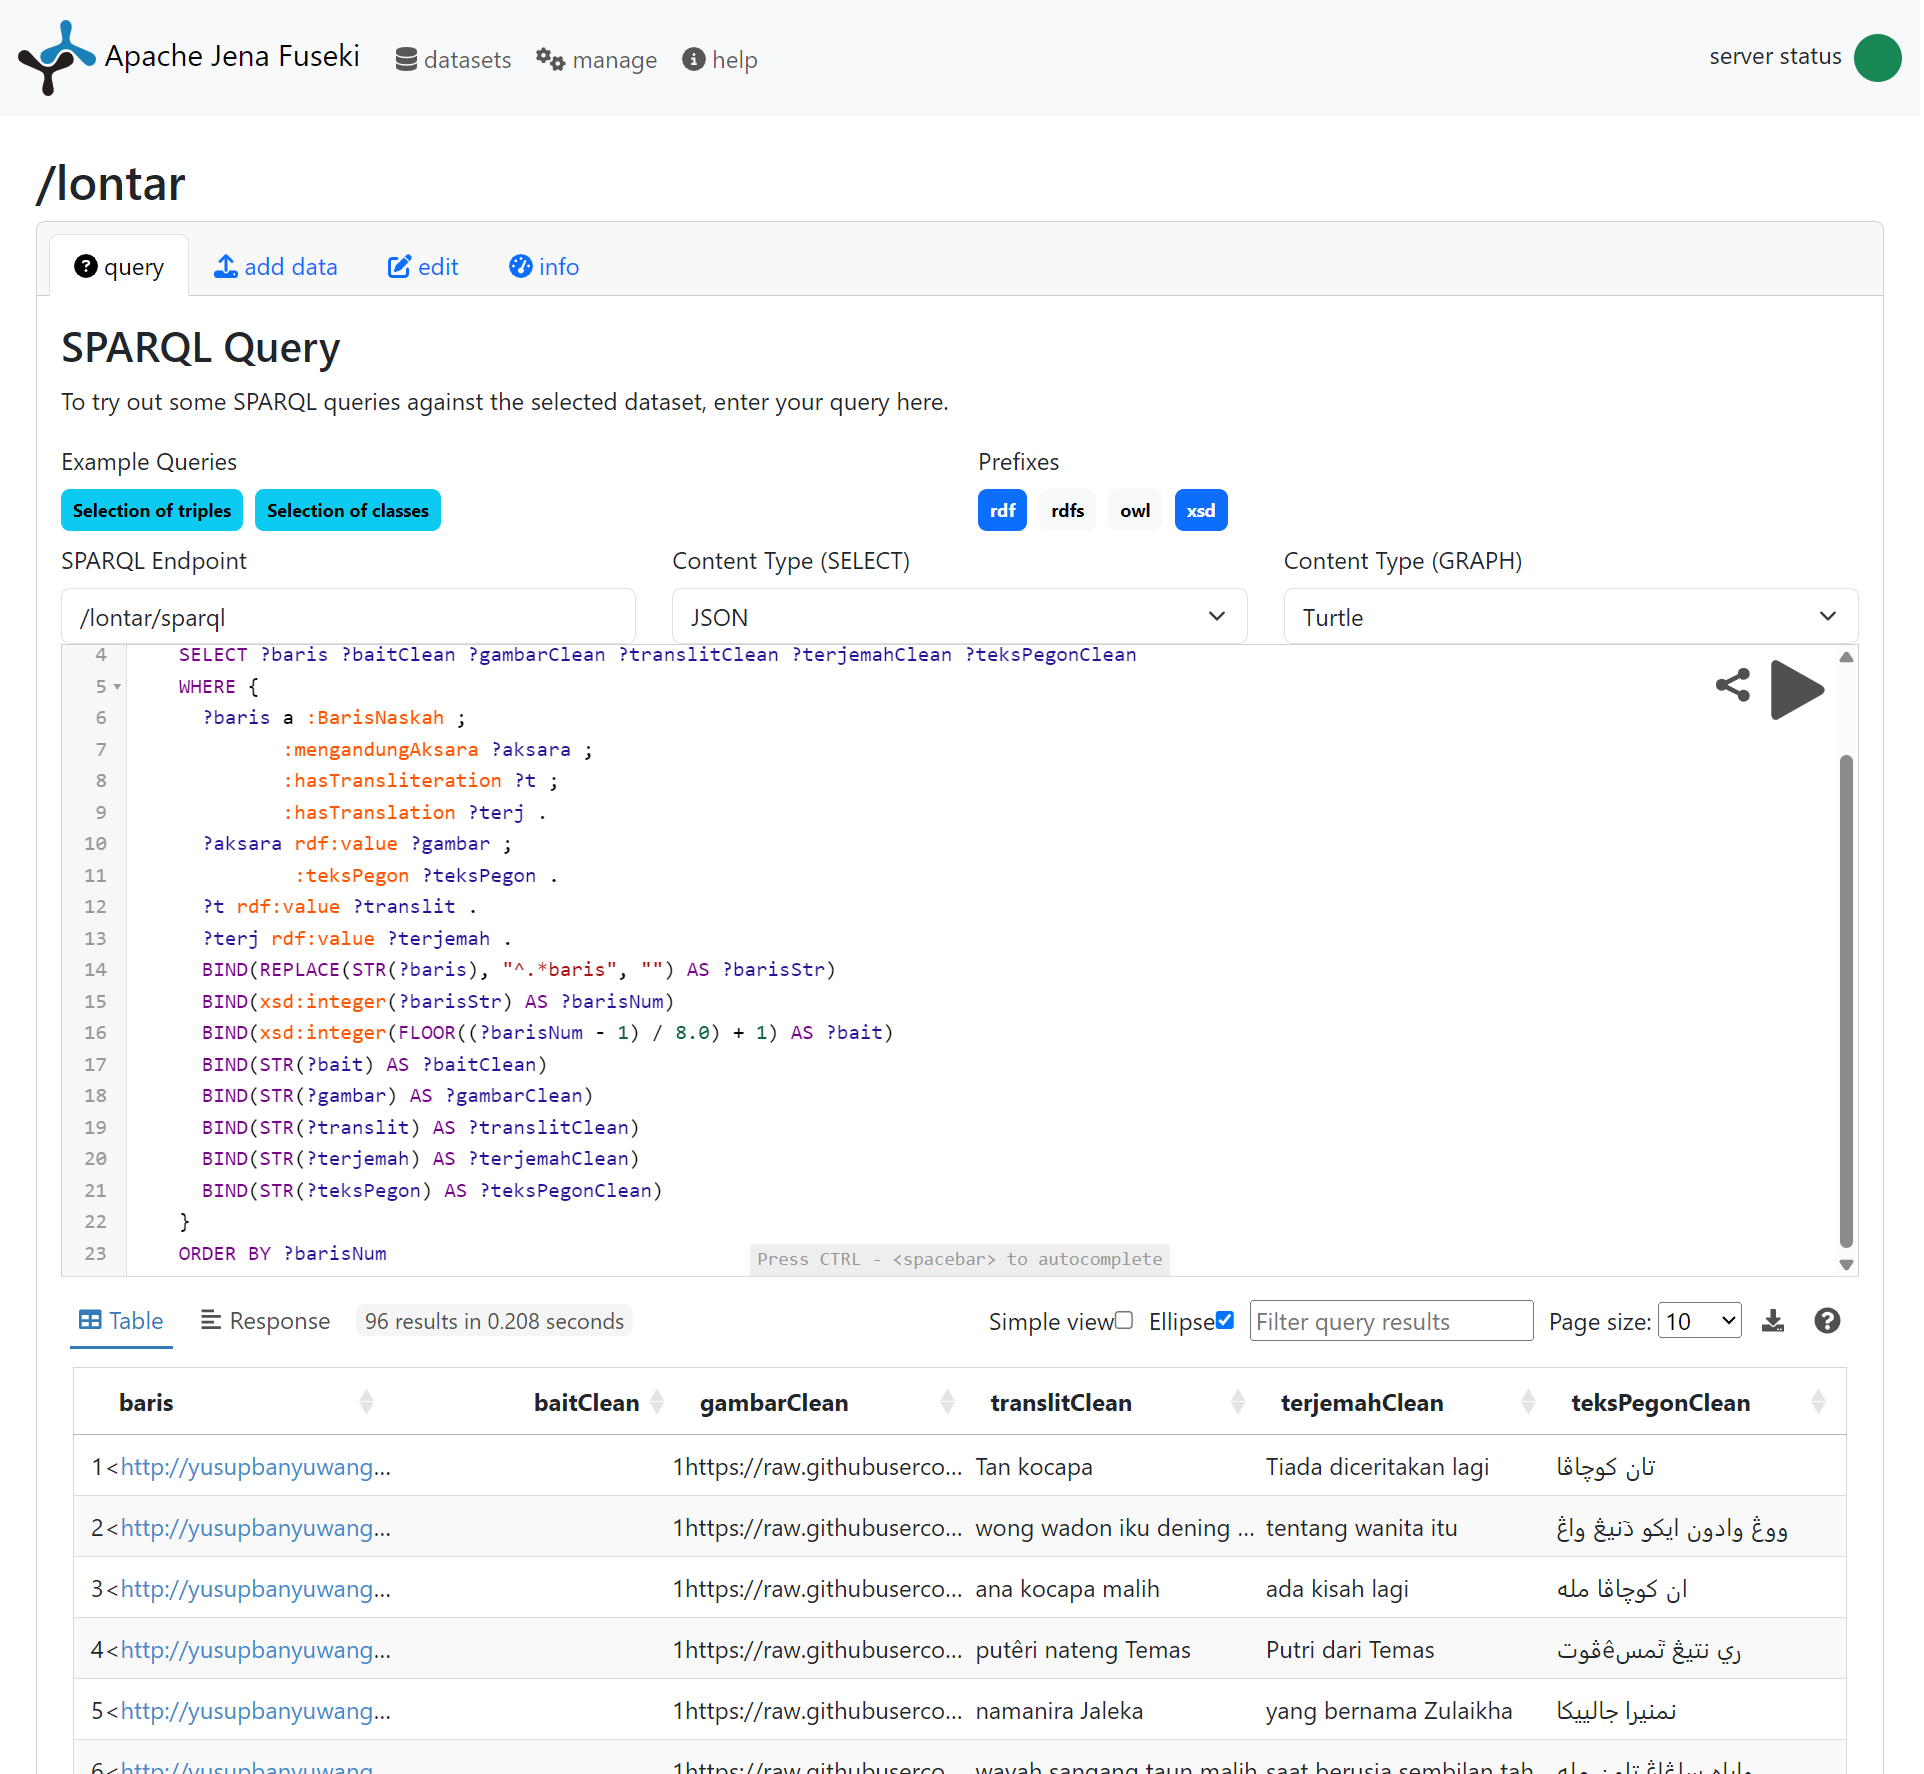 Apache Jena Fuseki datasets manage help server status
/lontar
query add data edit info
SPARQL Query
To try out some SPARQL queries against the selected dataset, enter your query here.
Example Queries Prefixes
Selection of triples Selection of classes rdf rdfs owl xsd
SPARQL Endpoint Content Type (SELECT) Content Type (GRAPH)
/lontar/sparql JSON Turtle
4 SELECT ?baris ?baitClean ?gambarClean ?translitClean ?terjemahClean ?teksPegonClean
5 WHERE {
6 ?baris a :BarisNaskah ;
7 :mengandungAksara ?aksara ;
8 :hasTransliteration ?t ;
9 :hasTranslation ?terj .
10 ?aksara rdf:value ?gambar ;
11 :teksPegon ?teksPegon .
12 ?t rdf:value ?translit .
13 ?terj rdf:value ?terjemah .
14 BIND(REPLACE(STR(?baris), "^.*baris", "") AS ?barisStr)
15 BIND(xsd:integer(?barisStr) AS ?barisNum)
16 BIND(xsd:integer(FLOOR((?barisNum - 1) / 8.0) + 1) AS ?bait)
17 BIND(STR(?bait) AS ?baitClean)
18 BIND(STR(?gambar) AS ?gambarClean)
19 BIND(STR(?translit) AS ?translitClean)
20 BIND(STR(?terjemah) AS ?terjemahClean)
21 BIND(STR(?teksPegon) AS ?teksPegonClean)
22 }
23 ORDER BY ?barisNum
Press CTRL - <spacebar> to autocomplete
Table Response 96 results in 0.208 seconds Simple view Ellipse Filter query results Page size: 10
baris baitClean gambarClean translitClean terjemahClean teksPegonClean
1 <http://yusupbanyuwang... 1 https://raw.githubuserco... Tan kocapa Tiada diceritakan lagi تان كوچاڤا
2 <http://yusupbanyuwang... 1 https://raw.githubuserco... wong wadon iku dening ... tentang wanita itu ووڠ وادون ايكو دۤنيڠ واڠ
3 <http://yusupbanyuwang... 1 https://raw.githubuserco... ana kocapa malih ada kisah lagi ان كوچاڤا مله
4 <http://yusupbanyuwang... 1 https://raw.githubuserco... putêri nateng Temas Putri dari Temas ڤوتêري نتيڠ تۤمس
5 <http://yusupbanyuwang... 1 https://raw.githubuserco... namanira Jaleka yang bernama Zulaikha نمنيرا جالييكا
6 <http://yusupbanyuwang 1 https://raw.githubuserco wayah sangang taun malih saat berusia sembilan tah